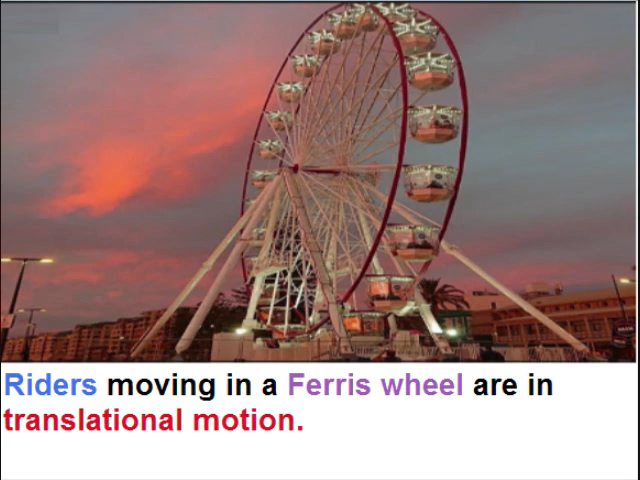 Riders moving in a Ferris wheel are in
translational motion.